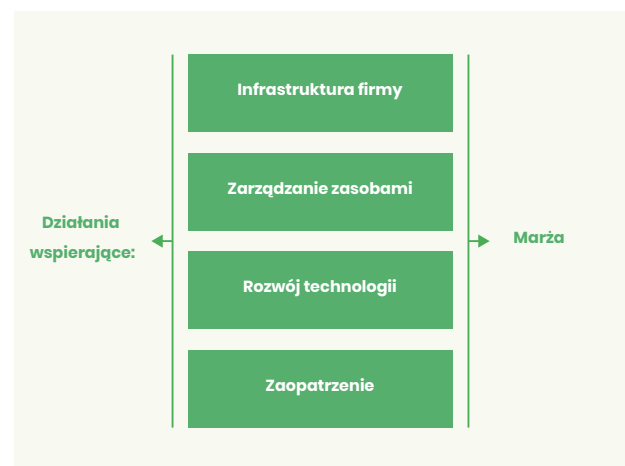 Infrastruktura firmy
Zarządzanie zasobami
Działania
wspierające:
Marża
Rozwój technologii
Zaopatrzenie